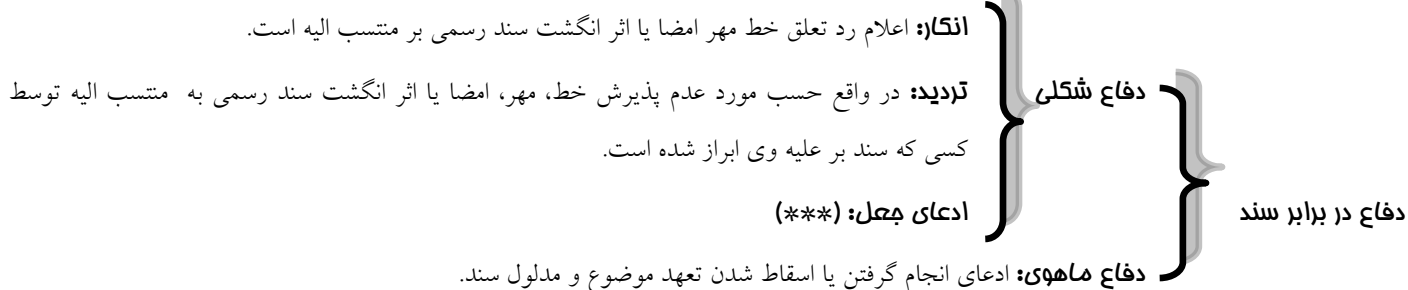 انکار: اعلام رد تعلق خط مهر امضا یا اثر انگشت سند رسمی بر منتسب الیه است.
دفاع شکلی
تردید: در واقع حسب مورد عدم پذیرش خط، مهر، امضا یا اثر انگشت سند رسمی به منتسب الیه توسط
کسی که سند بر علیه وی ابراز شده است.
دفاع در برابر سند
ادعای جعل: (***)
دفاع ماهوی: ادعای انجام گرفتن یا اسقاط شدن تعهد موضوع و مدلول سند.